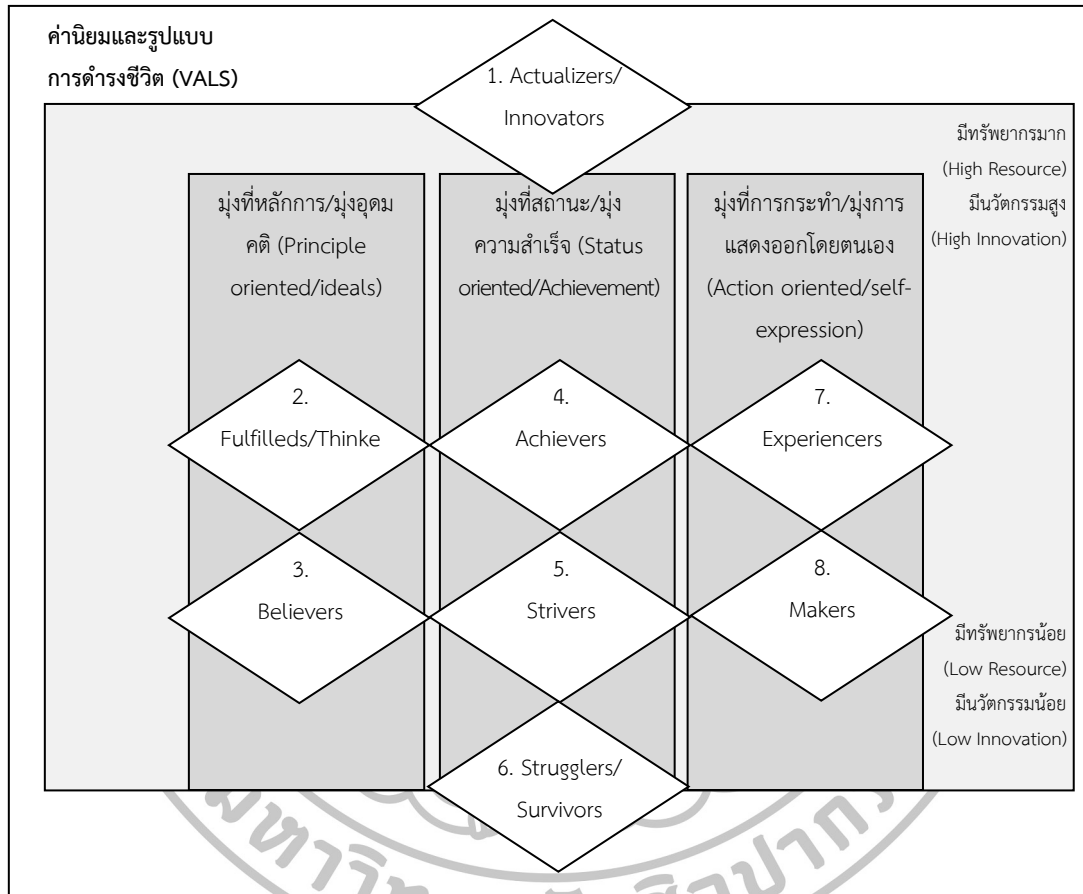 ค่านิยมและรูปแบบ
การดำรงชีวิต (VALS)
1. Actualizers/
Innovators
มีทรัพยากรมาก
(High Resource)
มีนวัตกรรมสูง
(High Innovation)
มุ่งที่หลักการ/มุ่งอุดม
คติ (Principle
oriented/ideals)
มุ่งที่สถานะ/มุ่ง
ความสำเร็จ (Status
oriented/Achievement)
มุ่งที่การกระทำ/มุ่งการ
แสดงออกโดยตนเอง
(Action oriented/self-
expression)
2.
Fulfilleds/Thinke
4.
Achievers
7.
Experiencers
3.
Believers
5.
Strivers
8.
Makers
มีทรัพยากรน้อย
(Low Resource)
มีนวัตกรรมน้อย
(Low Innovation)
6. Strugglers/
Survivors